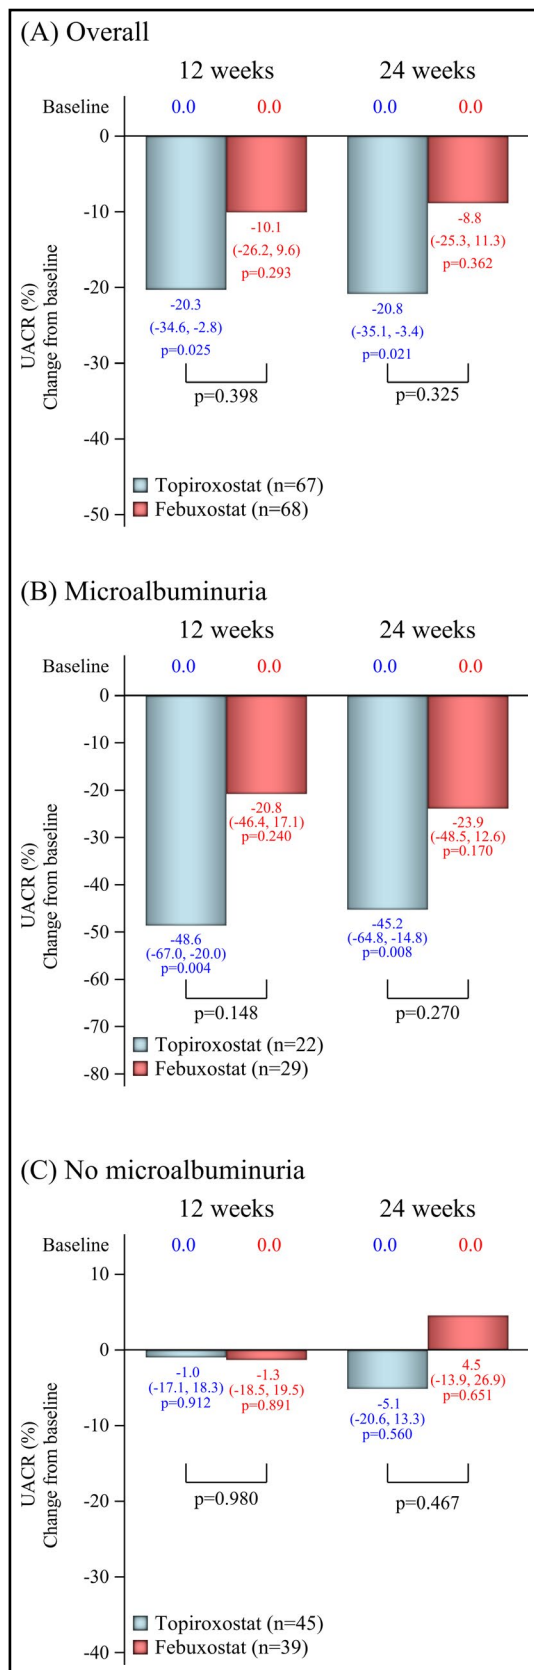 (A) Overall
12 weeks 24 weeks
Baseline 0.0 0.0 0.0 0.0
0
-10
-20
-30
-40
-50
UACR (%)
Change from baseline
-20.3
(-34.6, -2.8)
p=0.025
-10.1
(-26.2, 9.6)
p=0.293
p=0.398
-20.8
(-35.1, -3.4)
p=0.021
-8.8
(-25.3, 11.3)
p=0.362
p=0.325
Topiroxostat (n=67)
Febuxostat (n=68)
(B) Microalbuminuria
12 weeks 24 weeks
Baseline 0.0 0.0 0.0 0.0
0
-10
-20
-30
-40
-50
-60
-70
-80
UACR (%)
Change from baseline
-48.6
(-67.0, -20.0)
p=0.004
-20.8
(-46.4, 17.1)
p=0.240
p=0.148
-45.2
(-64.8, -14.8)
p=0.008
-23.9
(-48.5, 12.6)
p=0.170
p=0.270
Topiroxostat (n=22)
Febuxostat (n=29)
(C) No microalbuminuria
12 weeks 24 weeks
Baseline 0.0 0.0 0.0 0.0
10
0
-10
-20
-30
-40
UACR (%)
Change from baseline
-1.0
(-17.1, 18.3)
p=0.912
-1.3
(-18.5, 19.5)
p=0.891
p=0.980
-5.1
(-20.6, 13.3)
p=0.560
4.5
(-13.9, 26.9)
p=0.651
p=0.467
Topiroxostat (n=45)
Febuxostat (n=39)